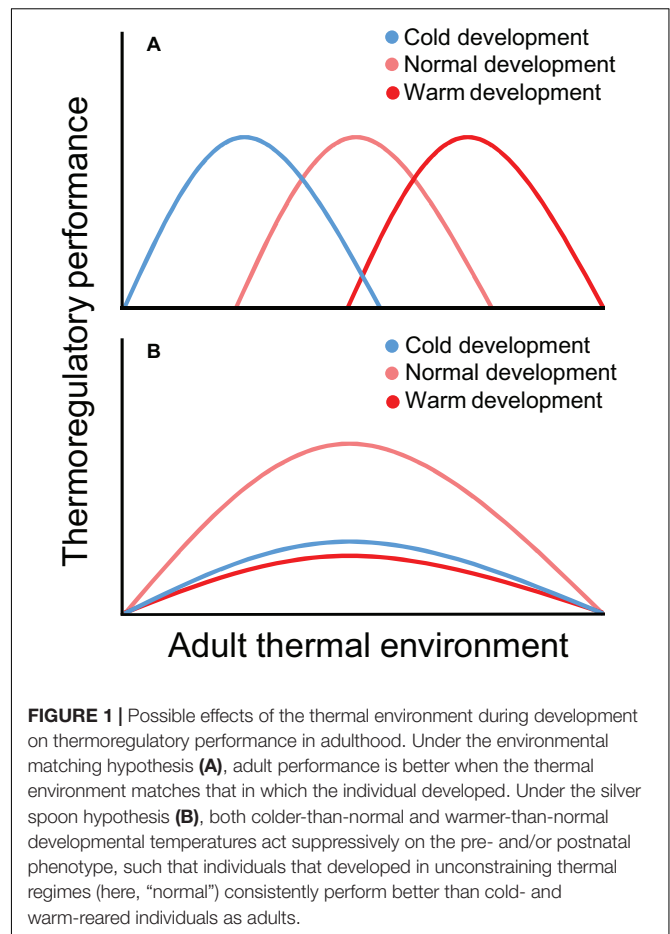 A
Cold development
Normal development
Warm development
Thermoregulatory performance
B
Cold development
Normal development
Warm development
Adult thermal environment
FIGURE 1 | Possible effects of the thermal environment during development
on thermoregulatory performance in adulthood. Under the environmental
matching hypothesis (A), adult performance is better when the thermal
environment matches that in which the individual developed. Under the silver
spoon hypothesis (B), both colder-than-normal and warmer-than-normal
developmental temperatures act suppressively on the pre- and/or postnatal
phenotype, such that individuals that developed in unconstraining thermal
regimes (here, “normal”) consistently perform better than cold- and
warm-reared individuals as adults.